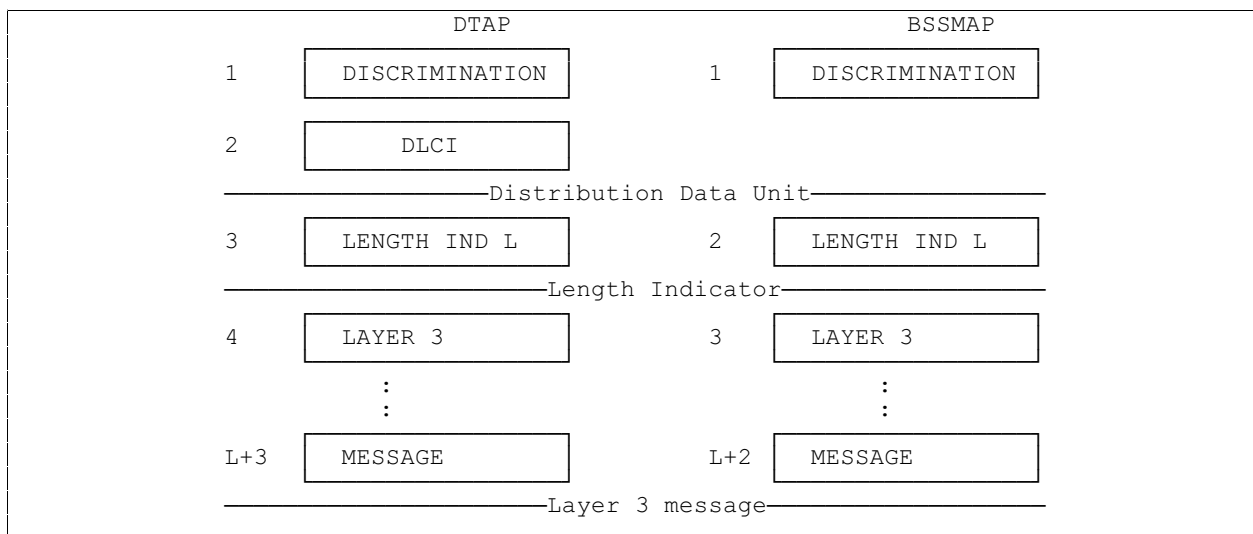 DTAP BSSMAP
1 DISCRIMINATION 1 DISCRIMINATION
2 DLCI
Distribution Data Unit
3 LENGTH IND L 2 LENGTH IND L
Length Indicator
4 LAYER 3 3 LAYER 3
: :
: :
L+3 MESSAGE L+2 MESSAGE
Layer 3 message